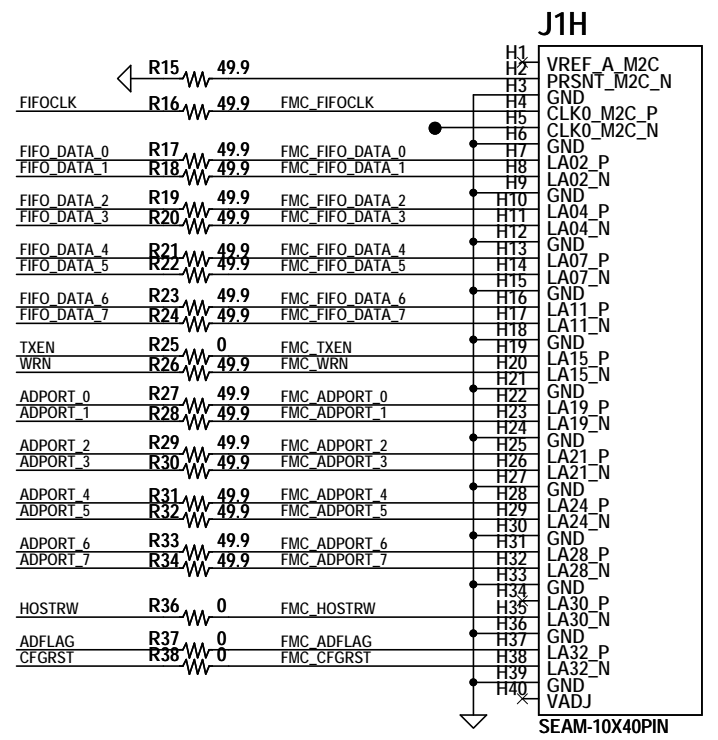 J1H
H1 VREF_A_M2C
R15 49.9 H2 PRSNT_M2C_N
H3 GND
FIFOCLK R16 49.9 FMC_FIFOCLK H4 CLK0_M2C_P
H5 CLK0_M2C_N
H6 GND
FIFO_DATA_0 R17 49.9 FMC_FIFO_DATA_0 H7 LA02_P
FIFO_DATA_1 R18 49.9 FMC_FIFO_DATA_1 H8 LA02_N
H9 GND
FIFO_DATA_2 R19 49.9 FMC_FIFO_DATA_2 H10 LA04_P
FIFO_DATA_3 R20 49.9 FMC_FIFO_DATA_3 H11 LA04_N
H12 GND
FIFO_DATA_4 R21 49.9 FMC_FIFO_DATA_4 H13 LA07_P
FIFO_DATA_5 R22 49.9 FMC_FIFO_DATA_5 H14 LA07_N
H15 GND
FIFO_DATA_6 R23 49.9 FMC_FIFO_DATA_6 H16 LA11_P
FIFO_DATA_7 R24 49.9 FMC_FIFO_DATA_7 H17 LA11_N
H18 GND
TXEN R25 0 FMC_TXEN H19 LA15_P
WRN R26 49.9 FMC_WRN H20 LA15_N
H21 GND
ADPORT_0 R27 49.9 FMC_ADPORT_0 H22 LA19_P
ADPORT_1 R28 49.9 FMC_ADPORT_1 H23 LA19_N
H24 GND
ADPORT_2 R29 49.9 FMC_ADPORT_2 H25 LA21_P
ADPORT_3 R30 49.9 FMC_ADPORT_3 H26 LA21_N
H27 GND
ADPORT_4 R31 49.9 FMC_ADPORT_4 H28 LA24_P
ADPORT_5 R32 49.9 FMC_ADPORT_5 H29 LA24_N
H30 GND
ADPORT_6 R33 49.9 FMC_ADPORT_6 H31 LA28_P
ADPORT_7 R34 49.9 FMC_ADPORT_7 H32 LA28_N
H33 GND
H34 LA30_P
HOSTRW R36 0 FMC_HOSTRW H35 LA30_N
H36 GND
ADFLAG R37 0 FMC_ADFLAG H37 LA32_P
CFGRST R38 0 FMC_CFGRST H38 LA32_N
H39 GND
H40 VADJ
SEAM-10X40PIN